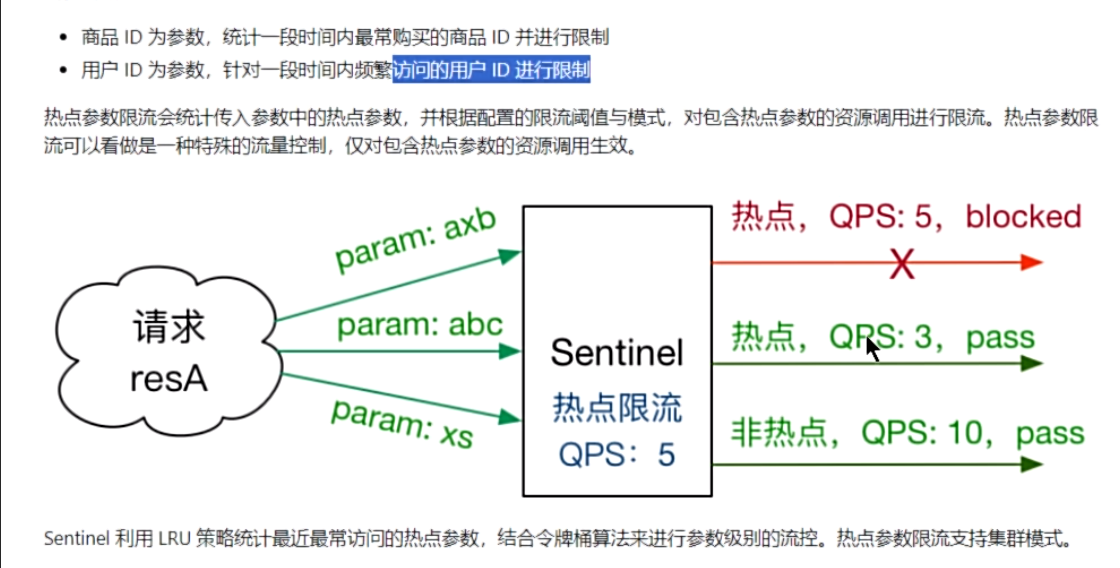 商品 ID 为参数，统计一段时间内最常购买的商品 ID 并进行限制
用户 ID 为参数，针对一段时间内频繁访问的用户 ID 进行限制
热点参数限流会统计传入参数中的热点参数，并根据配置的限流阈值与模式，对包含热点参数的资源调用进行限流。热点参数限
流可以看做是一种特殊的流量控制，仅对包含热点参数的资源调用生效。
请求
resA
param: axb
param: abc
param: xs
Sentinel
热点限流
QPS：5
热点，QPS: 5，blocked
X
热点，QPS: 3，pass
非热点，QPS: 10，pass
Sentinel 利用 LRU 策略统计最近最常访问的热点参数，结合令牌桶算法来进行参数级别的流控。热点参数限流支持集群模式。